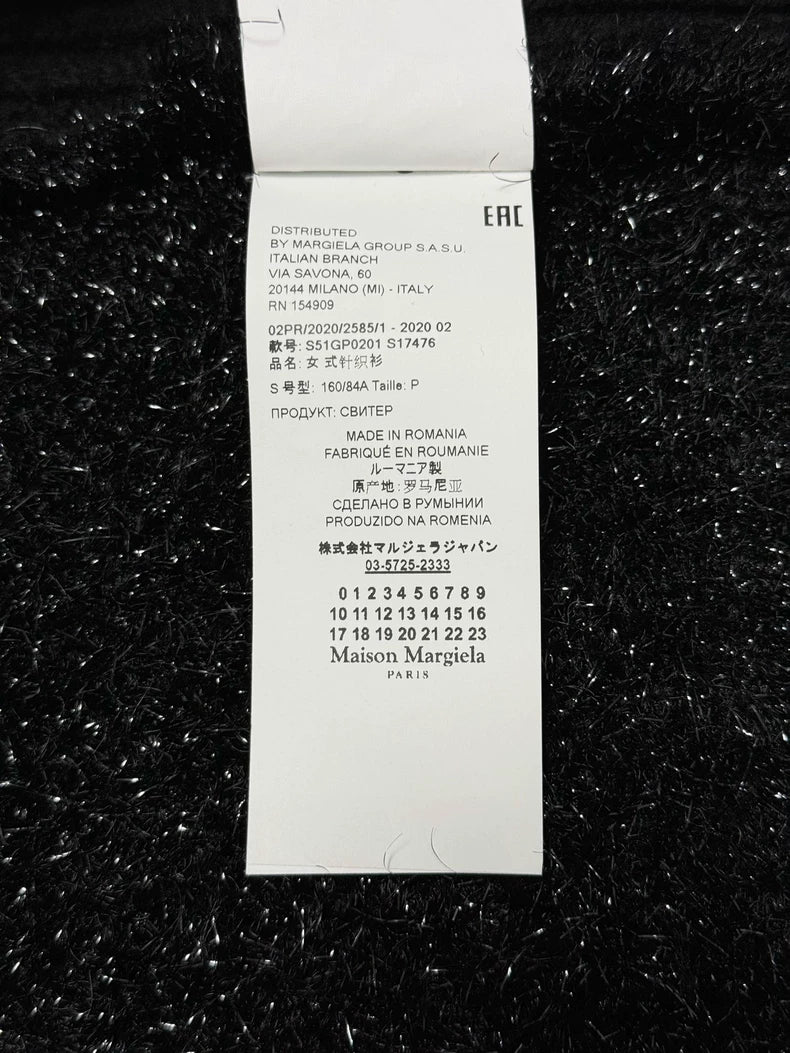 EAC
DISTRIBUTED
BY MARGIELA GROUP S.A.S.U.
ITALIAN BRANCH
VIA SAVONA, 60
20144 MILANO (MI) - ITALY
RN 154909
02PR/2020/2585/1 - 2020 02
款号: S51GP0201 S17476
品名: 女 式针织衫
S 号型: 160/84A Taille: P
ПРОДУКТ: СВИТЕР
MADE IN ROMANIA
FABRIQUÉ EN ROUMANIE
ルーマニア製
原产地:罗马尼亚
СДЕЛАНО В РУМЫНИИ
PRODUZIDO NA ROMENIA
株式会社マルジェラジャパン
03-5725-2333
0 1 2 3 4 5 6 7 8 9
10 11 12 13 14 15 16
17 18 19 20 21 22 23
Maison Margiela
PARIS